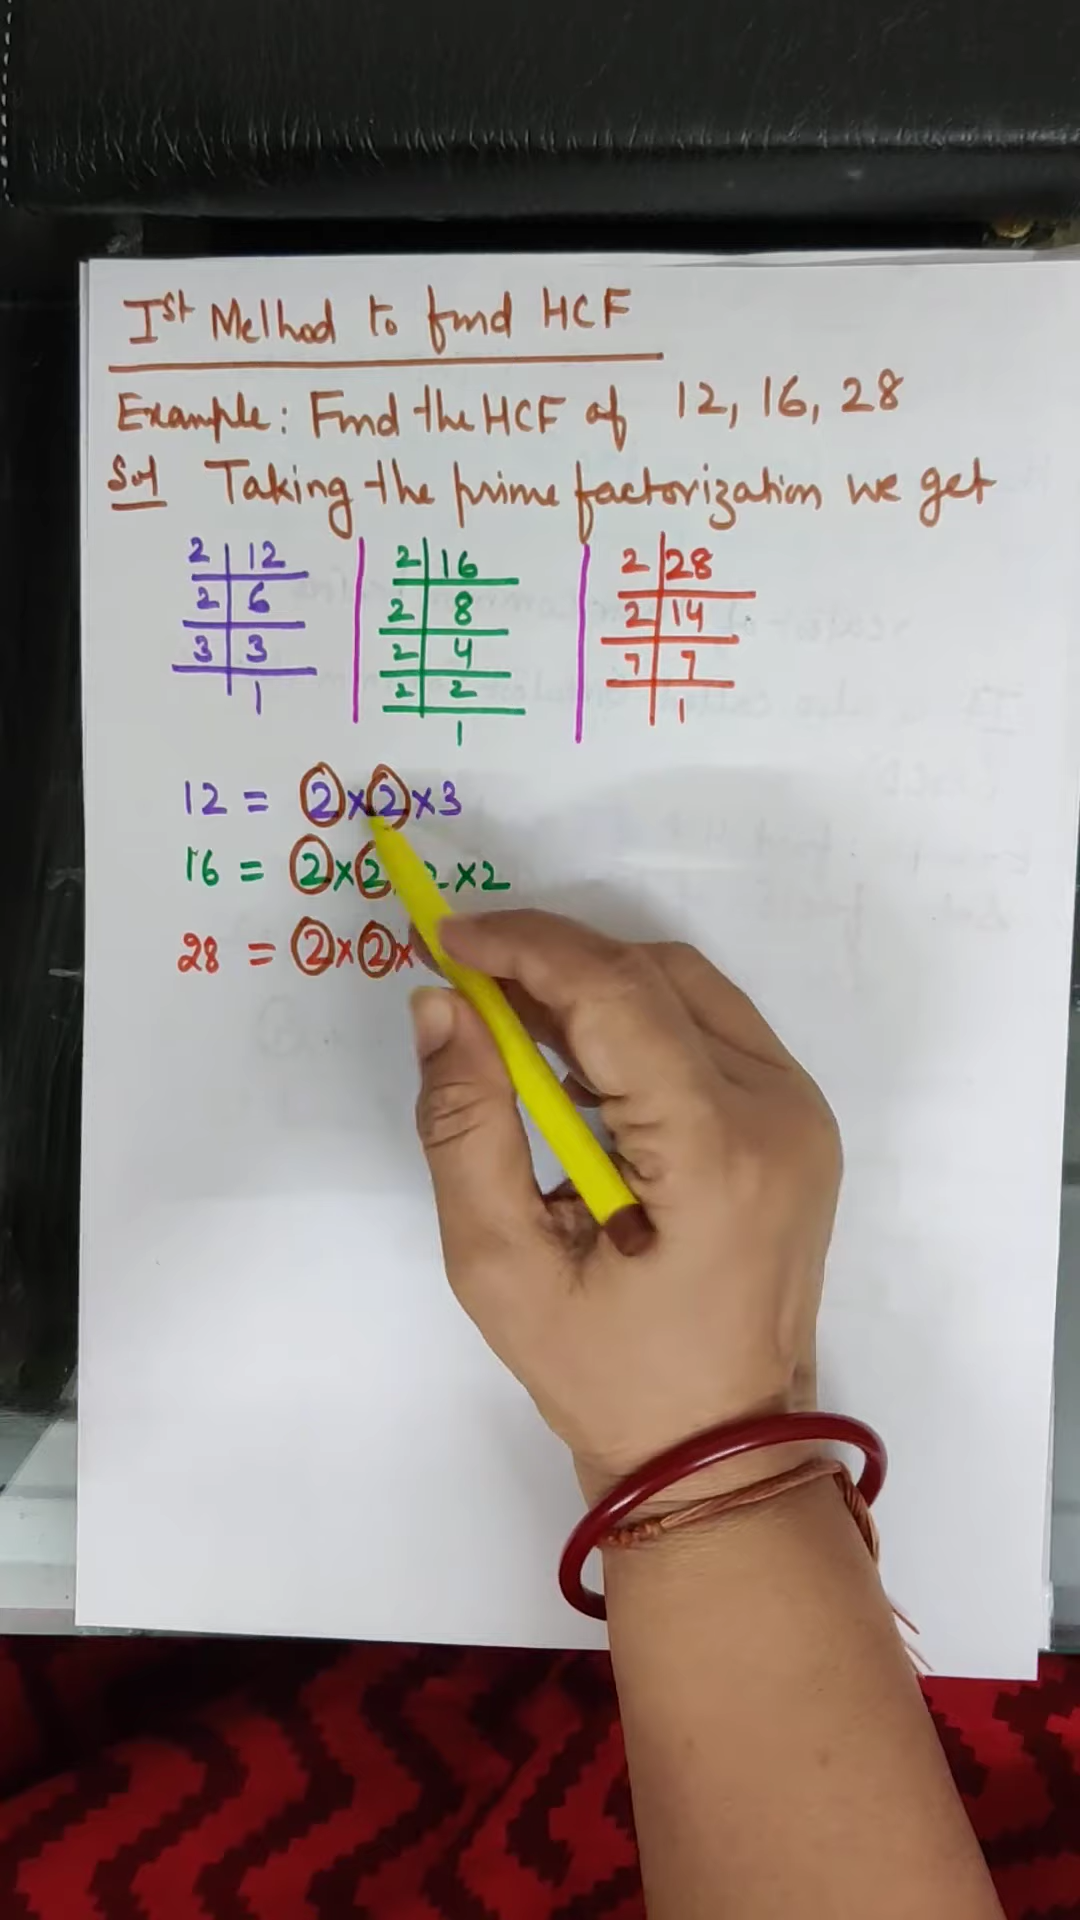 Ist Method to find HCF
Example: Find the HCF of 12, 16, 28
Sol Taking the prime factorization we get
2 12 2 16 2 28
2 6 2 8 2 14
3 3 2 4 7 7
1 2 2 1
1
12 = 2 × 2 × 3
16 = 2 × 2 2 × 2
28 = 2 × 2 ×